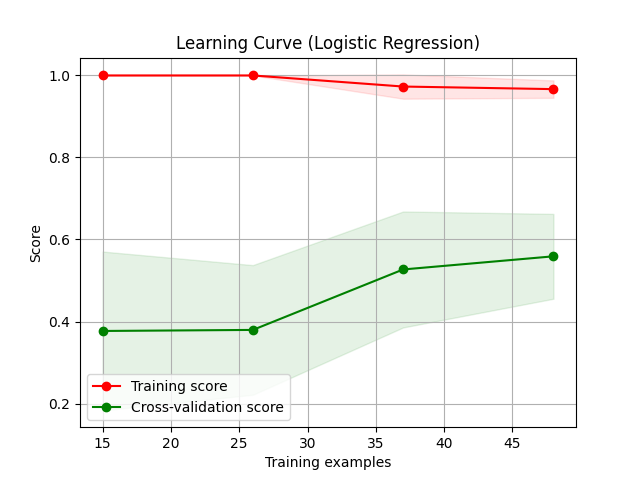 Learning Curve (Logistic Regression)
1.0
0.8
0.6
0.4
0.2
Score
Training score
Cross-validation score
15 20 25 30 35 40 45
Training examples